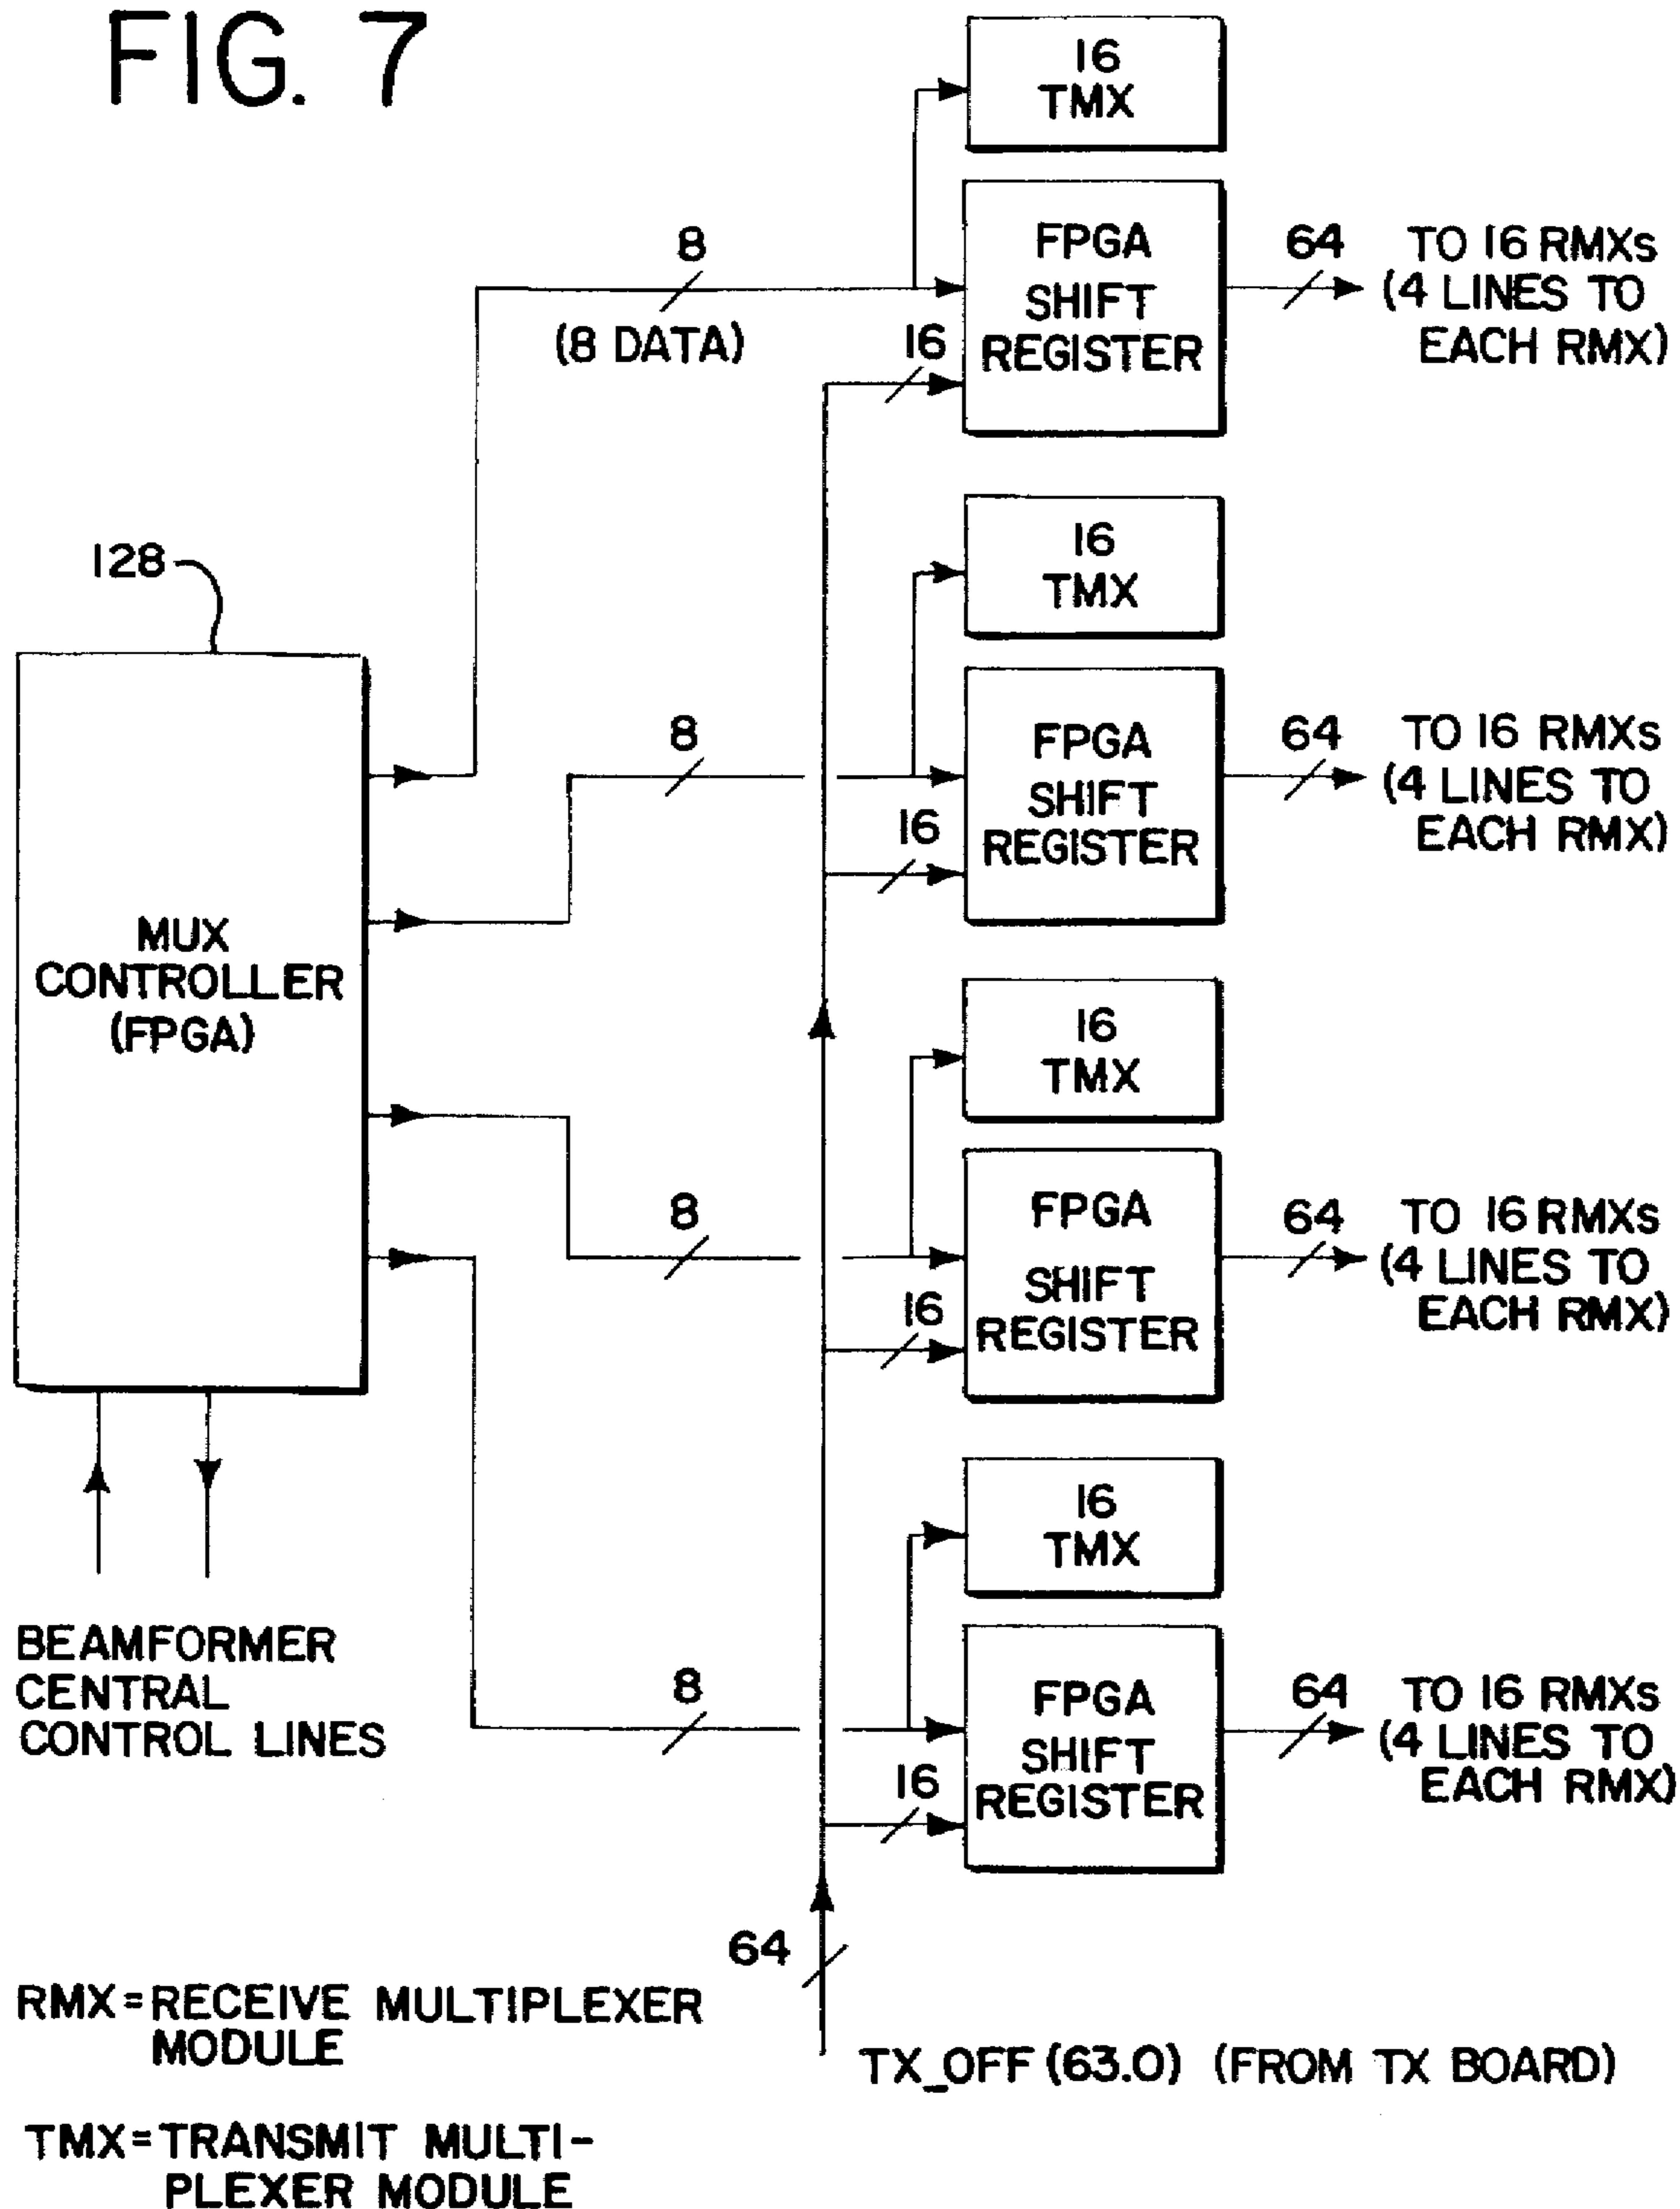 FIG. 7
16
TMX
8
(8 DATA)
16
FPGA
SHIFT
REGISTER
64
TO 16 RMXs
(4 LINES TO
EACH RMX)
128
16
TMX
8
16
FPGA
SHIFT
REGISTER
64
TO 16 RMXs
(4 LINES TO
EACH RMX)
MUX
CONTROLLER
(FPGA)
16
TMX
8
16
FPGA
SHIFT
REGISTER
64
TO 16 RMXs
(4 LINES TO
EACH RMX)
16
TMX
BEAMFORMER
CENTRAL
CONTROL LINES
8
16
FPGA
SHIFT
REGISTER
64
TO 16 RMXs
(4 LINES TO
EACH RMX)
64
RMX=RECEIVE MULTIPLEXER
MODULE
TX_OFF (63.0) (FROM TX BOARD)
TMX=TRANSMIT MULTI-
PLEXER MODULE